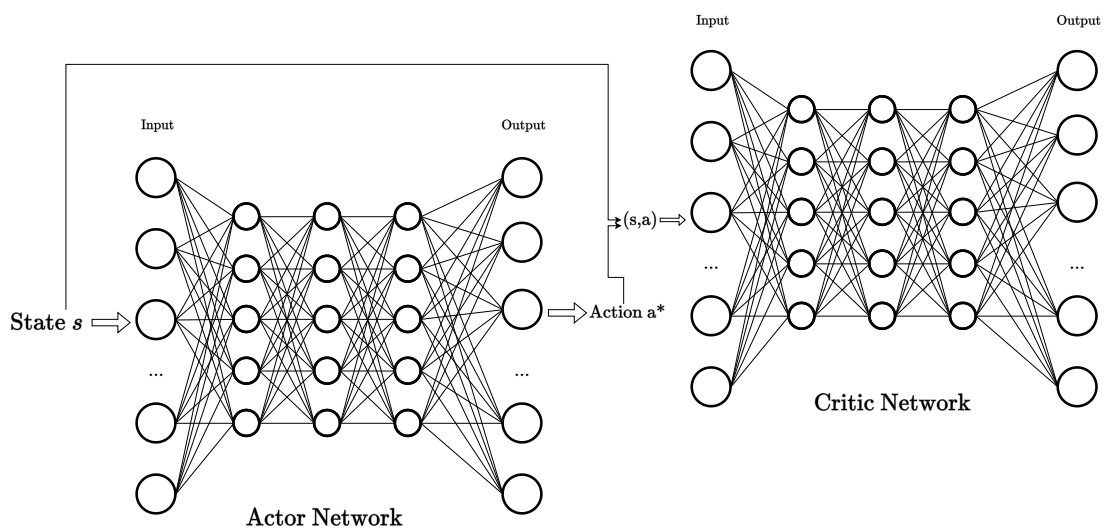 Input
Output
Input
Output
(s,a)
...
...
State s
Action a*
...
...
Critic Network
Actor Network